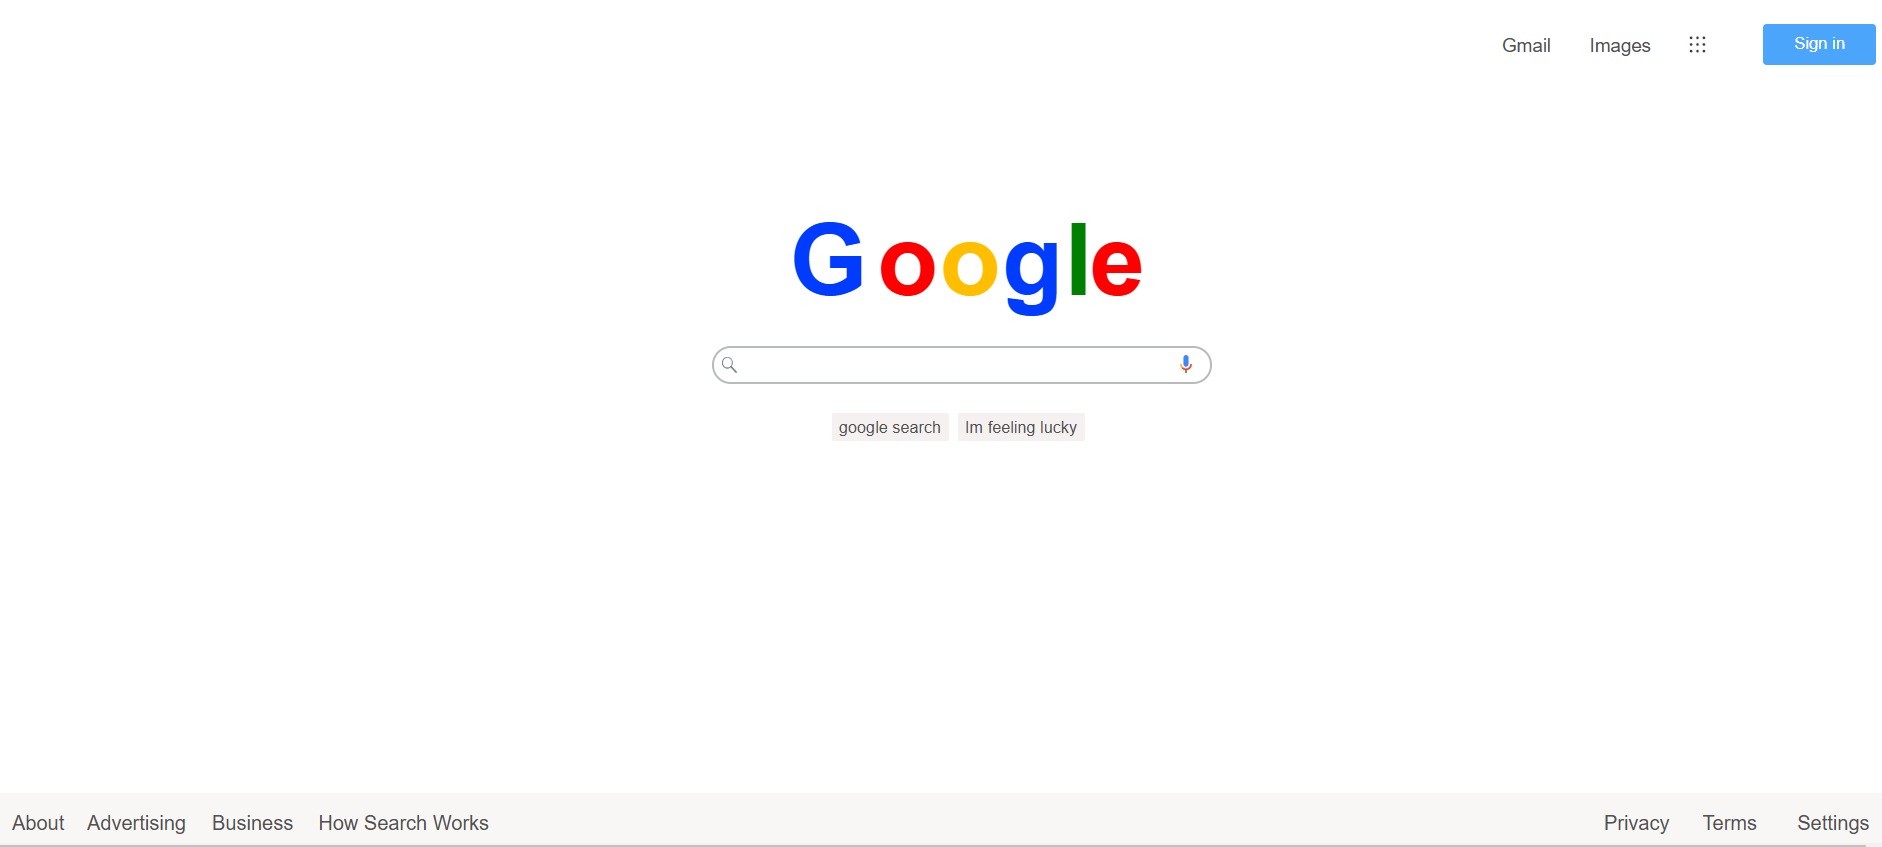 Gmail Images Sign in
Google
google search Im feeling lucky
About Advertising Business How Search Works Privacy Terms Settings